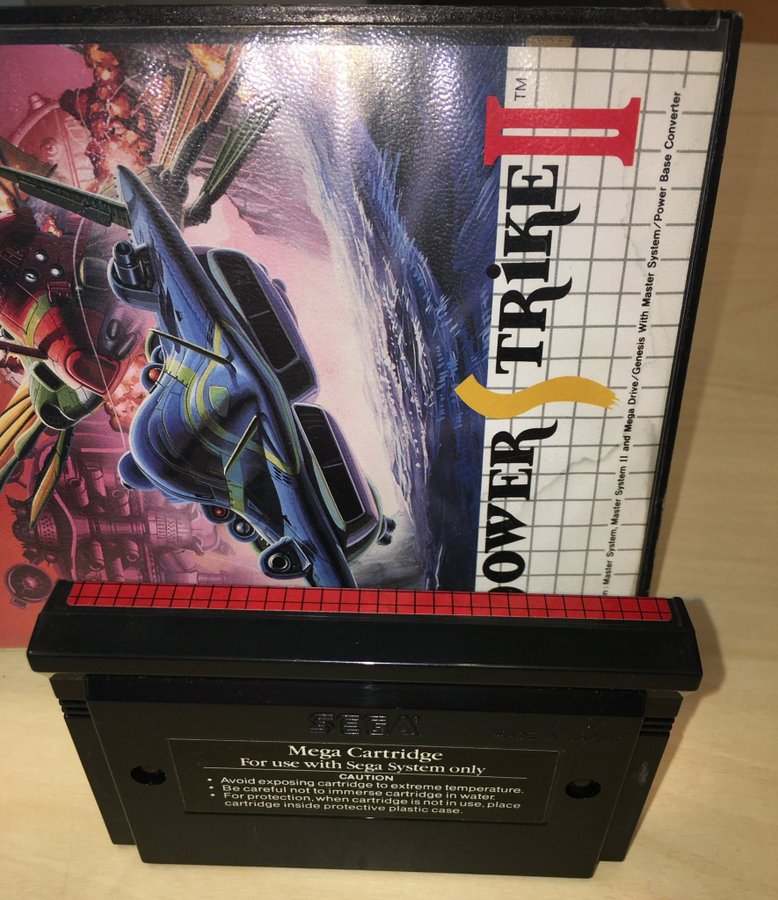 POWER STRIKE II™
n: Master System, Master System II and Mega Drive/Genesis With Master System/Power Base Converter
SEGA
MADE IN JAPAN
Mega Cartridge
For use with Sega System only
CAUTION
• Avoid exposing cartridge to extreme temperature.
• Be careful not to immerse cartridge in water.
• For protection, when cartridge is not in use, place
cartridge inside protective plastic case.